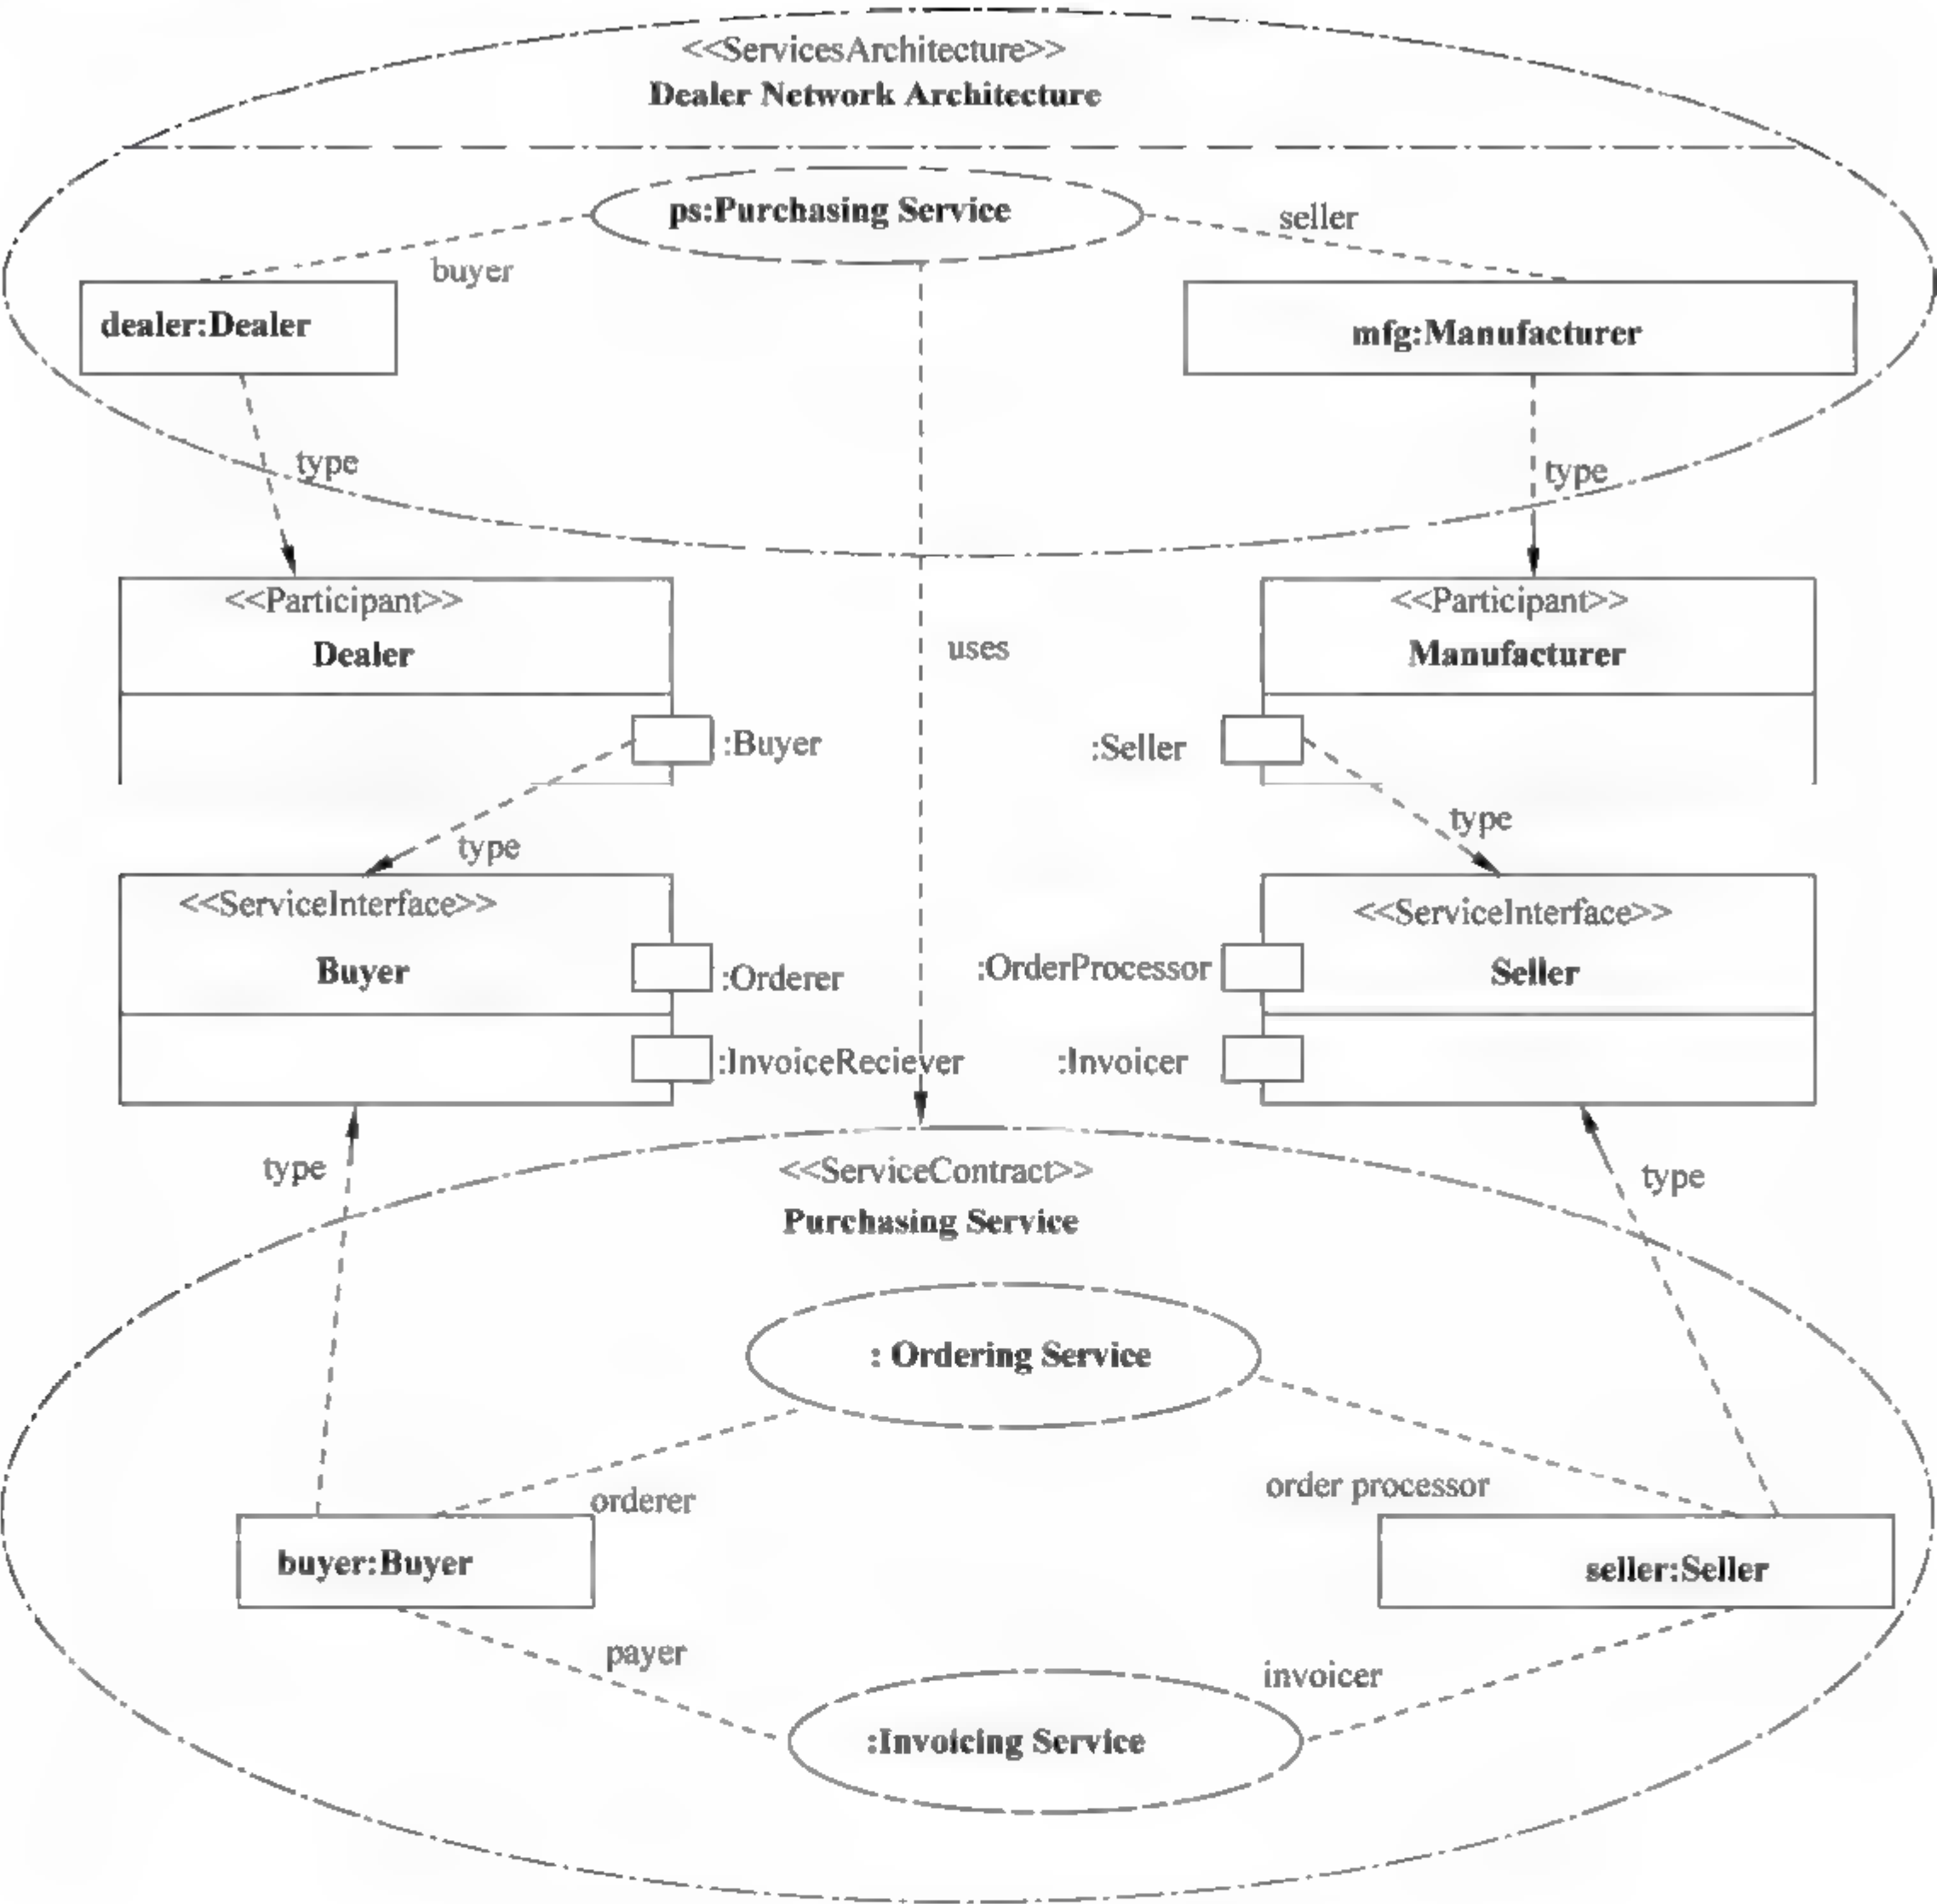 <<ServicesArchitecture>>
Dealer Network Architecture
ps:Purchasing Service
seller
buyer
dealer:Dealer
mfg:Manufacturer
type
type
<<Participant>>
Dealer
uses
<<Participant>>
Manufacturer
:Buyer
:Seller
type
type
<<ServiceInterface>>
Buyer
:Orderer
:OrderProcessor
<<ServiceInterface>>
Seller
:InvoiceReciever
:Invoicer
type
type
<<ServiceContract>>
Purchasing Service
: Ordering Service
orderer
order processor
buyer:Buyer
seller:Seller
payer
invoicer
:Invoicing Service